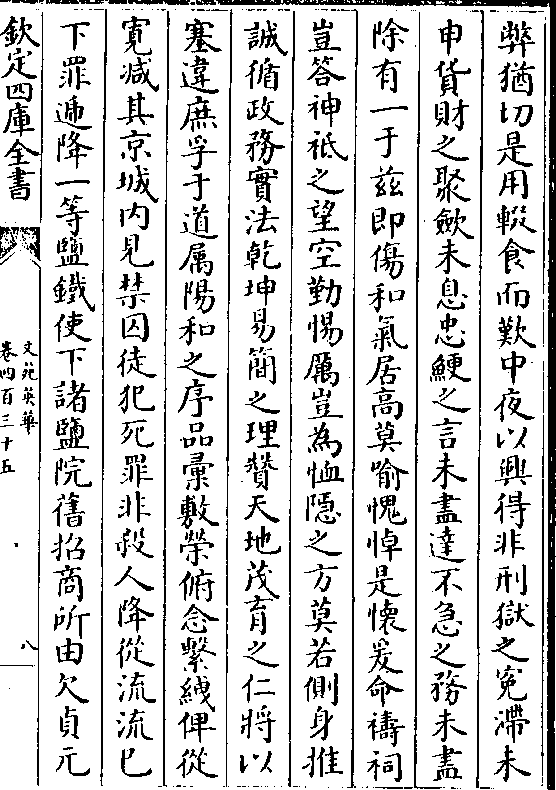 弊猶切是用輟食而歎中夜以興得非刑獄之寃滯未
申貨財之聚歛未息忠鯁之言未盡達不急之務未盡
除有一于兹即傷和氣居高莫喻愧悼是懷爰命禱祠
豈答神祗之望空勤惕厲豈為恤隱之方莫若側身推
誠循政務實法乾坤易簡之理贊天地茂育之仁將以
塞違庶孚于道属陽和之序品彚敷榮俯念繫緤俾從
寛减其京城内見禁囚徒犯死罪非殺人降從流流已
下罪逓降一等鹽鐵使下諸鹽院舊招商所由欠貞元
欽定四庫全書
文苑英華
卷四百三十五
八